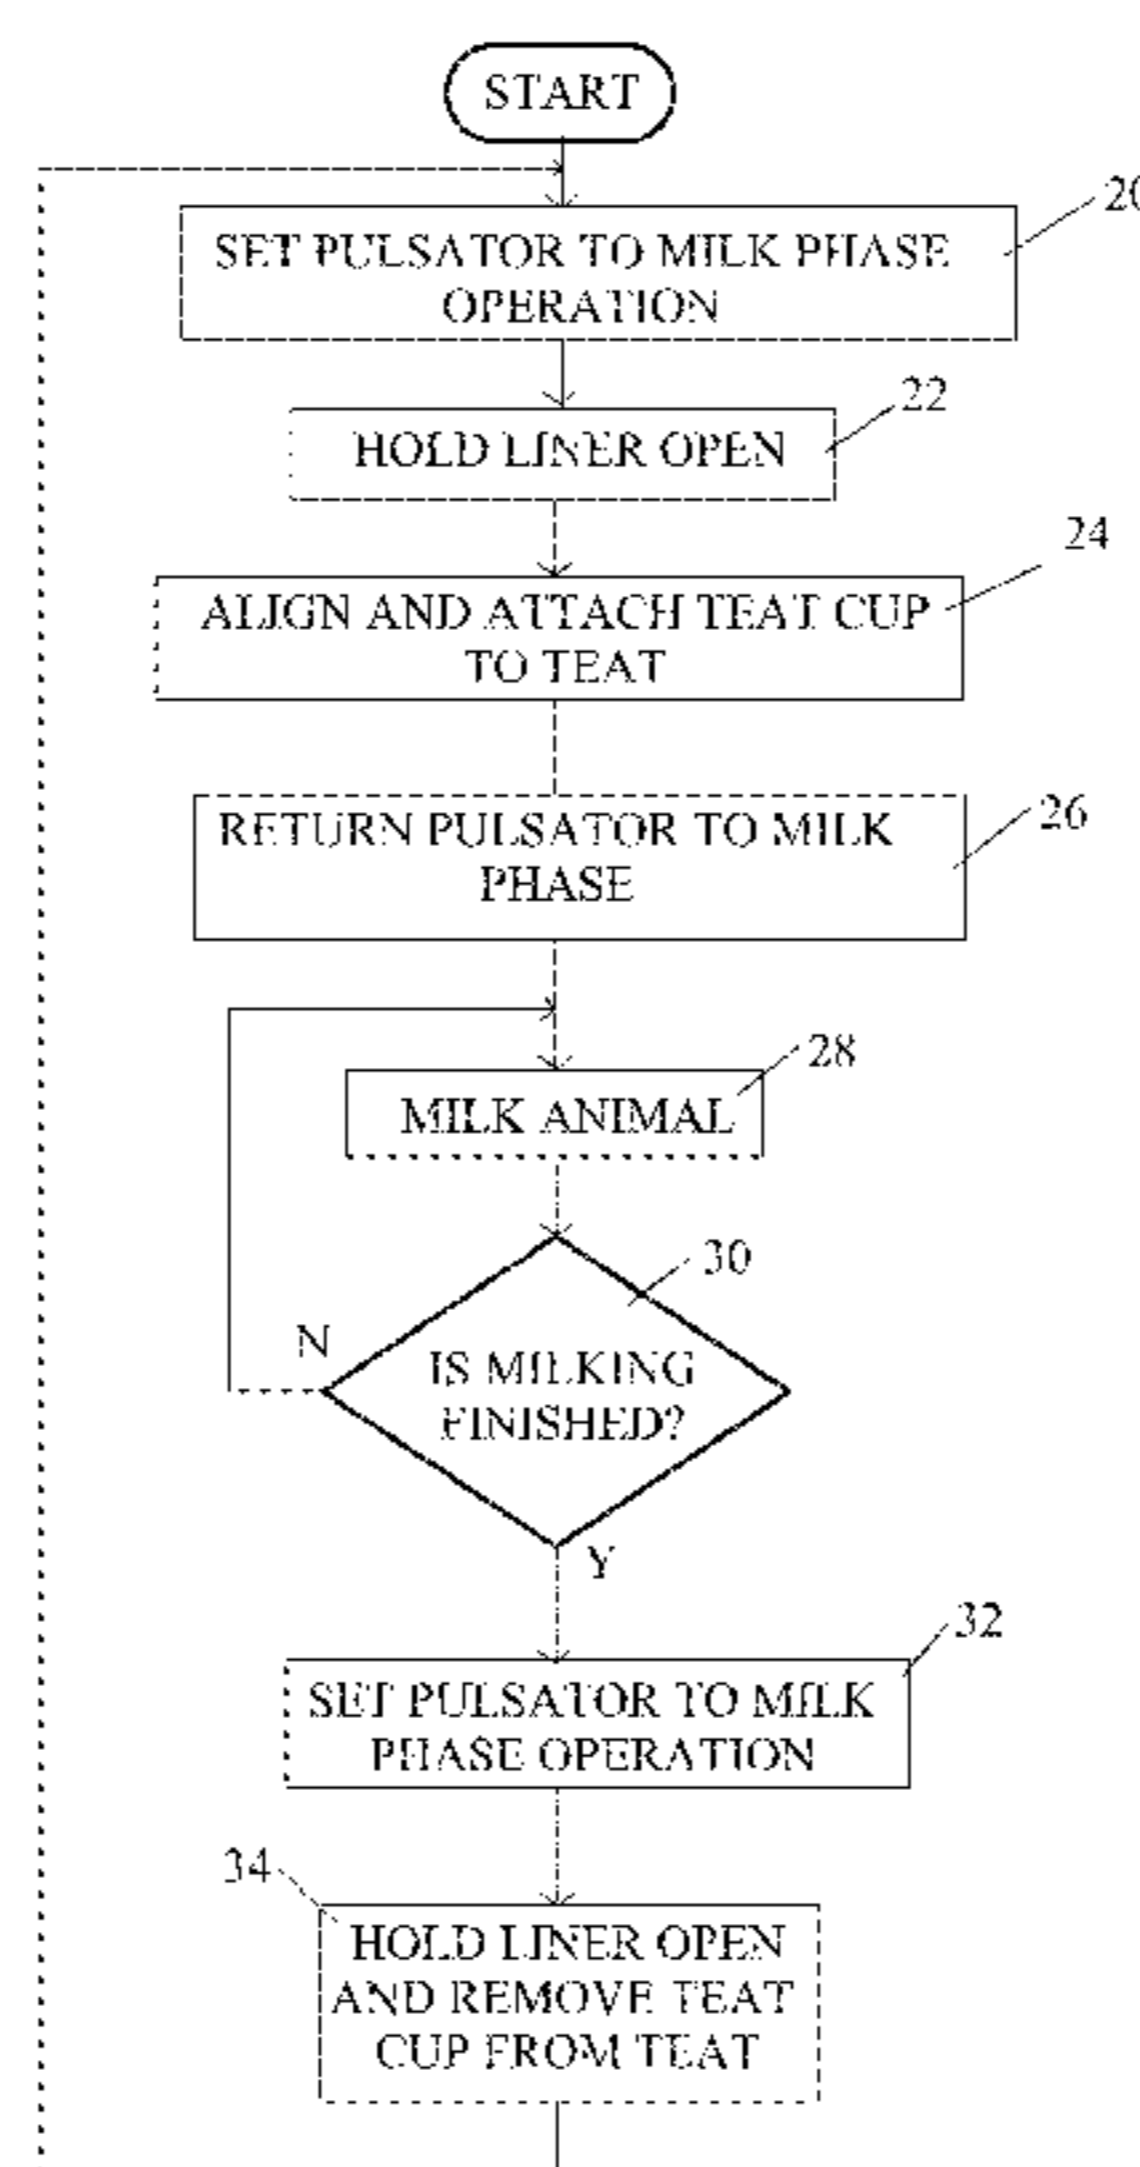 START
20
SET PULSATOR TO MILK PHASE
OPERATION
22
HOLD LINER OPEN
24
ALIGN AND ATTACH TEAT CUP
TO TEAT
26
RETURN PULSATOR TO MILK
PHASE
28
MILK ANIMAL
30
N
IS MILKING
FINISHED?
Y
32
SET PULSATOR TO MILK
PHASE OPERATION
34
HOLD LINER OPEN
AND REMOVE TEAT
CUP FROM TEAT